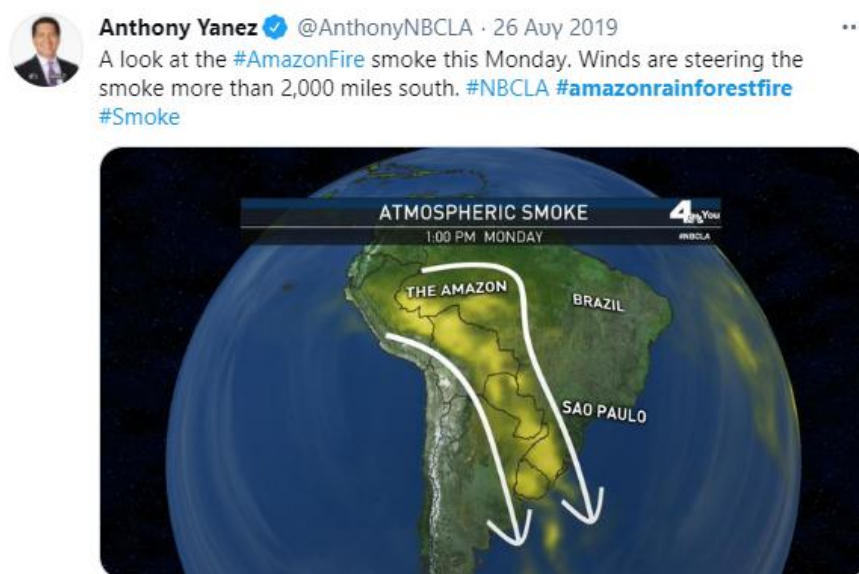 Anthony Yanez @AnthonyNBCLA · 26 Αυγ 2019
A look at the #AmazonFire smoke this Monday. Winds are steering the
smoke more than 2,000 miles south. #NBCLA #amazonrainforestfire
#Smoke
ATMOSPHERIC SMOKE
1:00 PM MONDAY
4 You
#NBCLA
THE AMAZON
BRAZIL
SAO PAULO